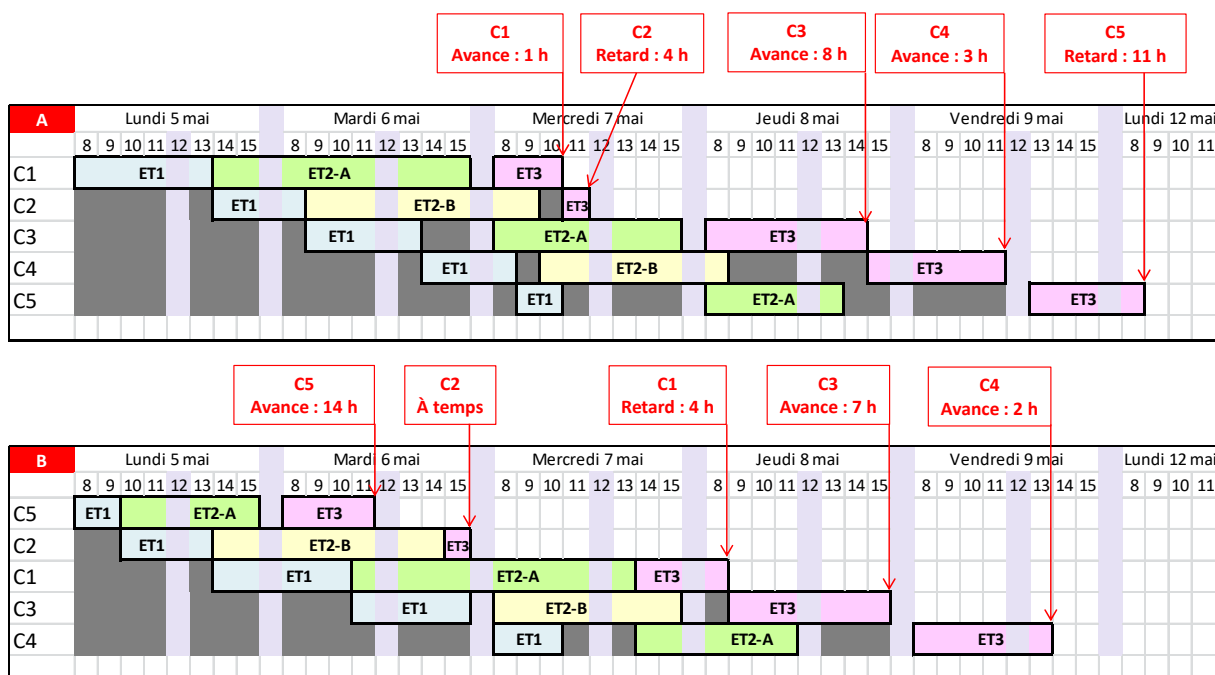 C1
Avance : 1 h
C2
Retard : 4 h
C3
Avance : 8 h
C4
Avance : 3 h
C5
Retard : 11 h
A Lundi 5 mai Mardi 6 mai Mercredi 7 mai Jeudi 8 mai Vendredi 9 mai Lundi 12 mai
8 9 10 11 12 13 14 15 8 9 10 11 12 13 14 15 8 9 10 11 12 13 14 15 8 9 10 11 12 13 14 15 8 9 10 11 12 13 14 15 8 9 10 11
C1 ET1 ET2-A ET3
C2 ET1 ET2-B ET3
C3 ET1 ET2-A ET3
C4 ET1 ET2-B ET3
C5 ET1 ET2-A ET3
C5
Avance : 14 h
C2
À temps
C1
Retard : 4 h
C3
Avance : 7 h
C4
Avance : 2 h
B Lundi 5 mai Mardi 6 mai Mercredi 7 mai Jeudi 8 mai Vendredi 9 mai Lundi 12 mai
8 9 10 11 12 13 14 15 8 9 10 11 12 13 14 15 8 9 10 11 12 13 14 15 8 9 10 11 12 13 14 15 8 9 10 11 12 13 14 15 8 9 10 11
C5 ET1 ET2-A ET3
C2 ET1 ET2-B ET3
C1 ET1 ET2-A ET3
C3 ET1 ET2-B ET3
C4 ET1 ET2-A ET3